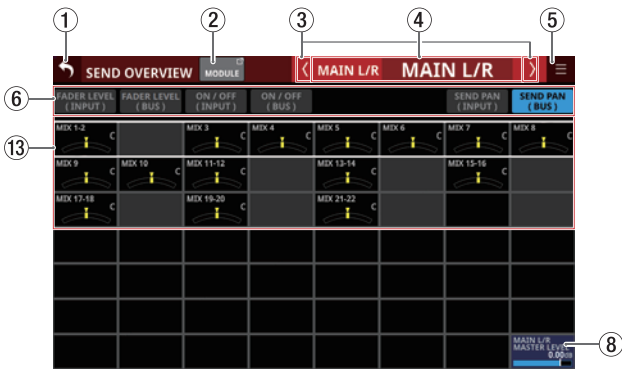 1 2 3 4 5
SEND OVERVIEW MODULE MAIN L/R MAIN L/R
6
FADER LEVEL FADER LEVEL ON / OFF ON / OFF SEND PAN SEND PAN
( INPUT ) ( BUS ) ( INPUT ) ( BUS ) ( INPUT ) ( BUS )
13
MIX 1-2 MIX 3 MIX 4 MIX 5 MIX 6 MIX 7 MIX 8
C C C C C C C
MIX 9 MIX 10 MIX 11-12 MIX 13-14 MIX 15-16
C C C C C
MIX 17-18 MIX 19-20 MIX 21-22
C C C
MAIN L/R
MASTER LEVEL
0.00dB
8